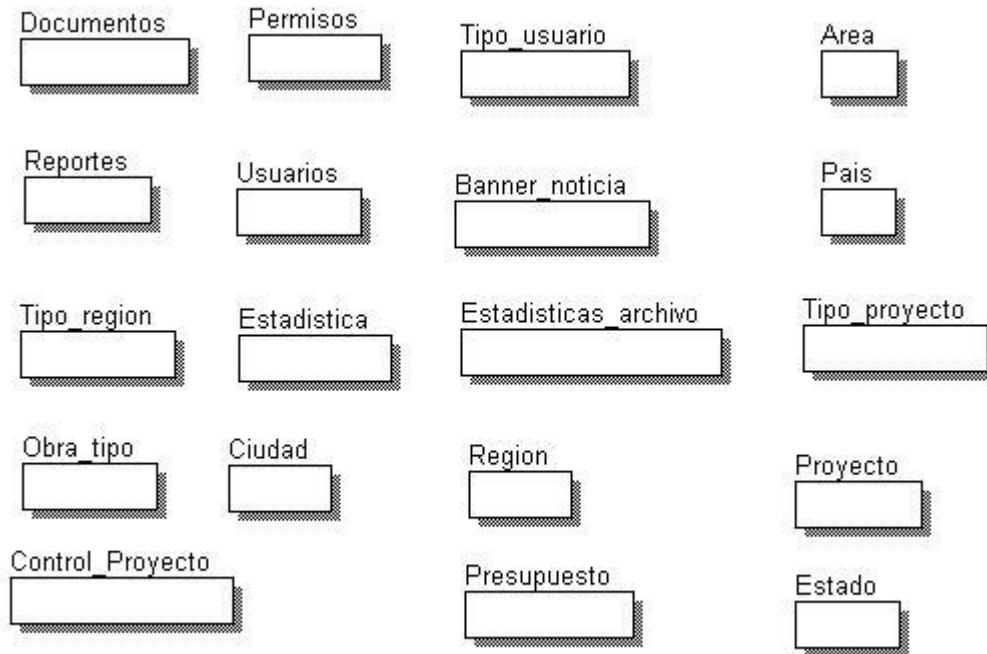 Documentos
Permisos
Tipo_usuario
Area
Reportes
Usuarios
Banner_noticia
Pais
Tipo_region
Estadistica
Estadisticas_archivo
Tipo_proyecto
Obra_tipo
Ciudad
Region
Proyecto
Control_Proyecto
Presupuesto
Estado